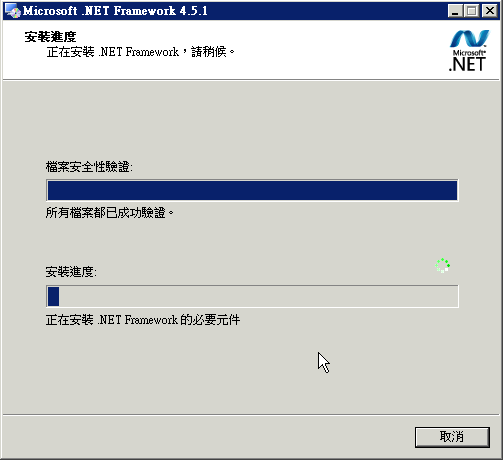 Microsoft .NET Framework 4.5.1
安裝進度
正在安裝 .NET Framework，請稍候。
Microsoft®
.NET
檔案安全性驗證:
所有檔案都已成功驗證。
安裝進度:
正在安裝 .NET Framework 的必要元件
取消